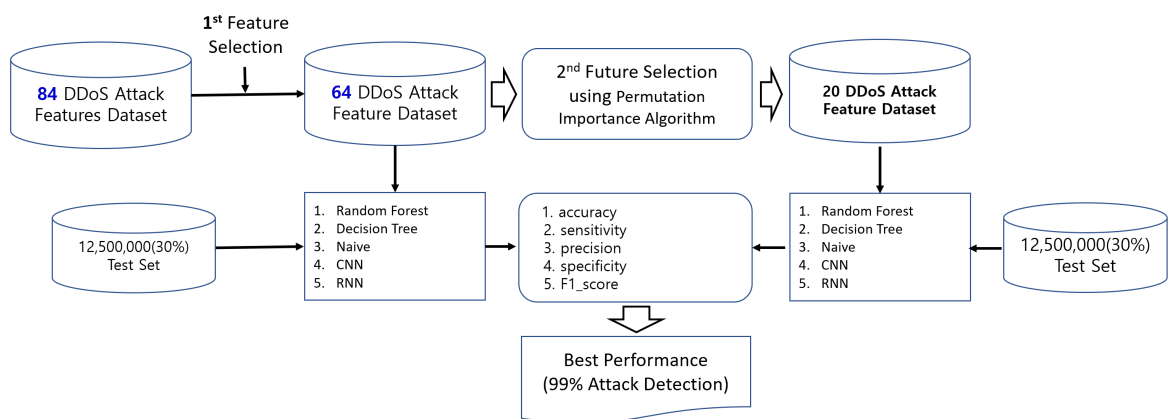 1st Feature
Selection
84 DDoS Attack
Features Dataset
64 DDoS Attack
Feature Dataset
2nd Future Selection
using Permutation
Importance Algorithm
20 DDoS Attack
Feature Dataset
12,500,000(30%)
Test Set
1. Random Forest
2. Decision Tree
3. Naive
4. CNN
5. RNN
1. accuracy
2. sensitivity
3. precision
4. specificity
5. F1_score
1. Random Forest
2. Decision Tree
3. Naive
4. CNN
5. RNN
12,500,000(30%)
Test Set
Best Performance
(99% Attack Detection)